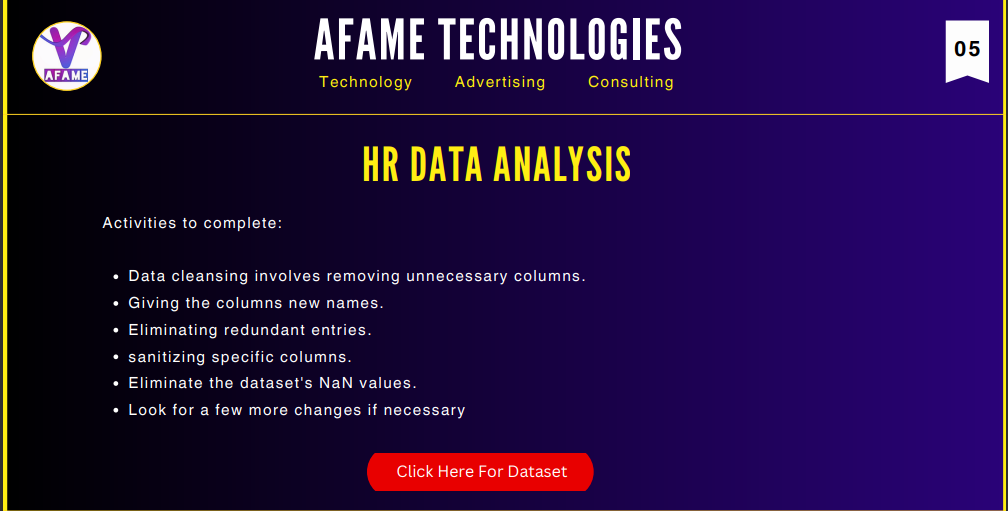 AFAME TECHNOLOGIES
05
AFAME
Technology Advertising Consulting
HR DATA ANALYSIS
Activities to complete:
• Data cleansing involves removing unnecessary columns.
• Giving the columns new names.
• Eliminating redundant entries.
• sanitizing specific columns.
• Eliminate the dataset's NaN values.
• Look for a few more changes if necessary
Click Here For Dataset